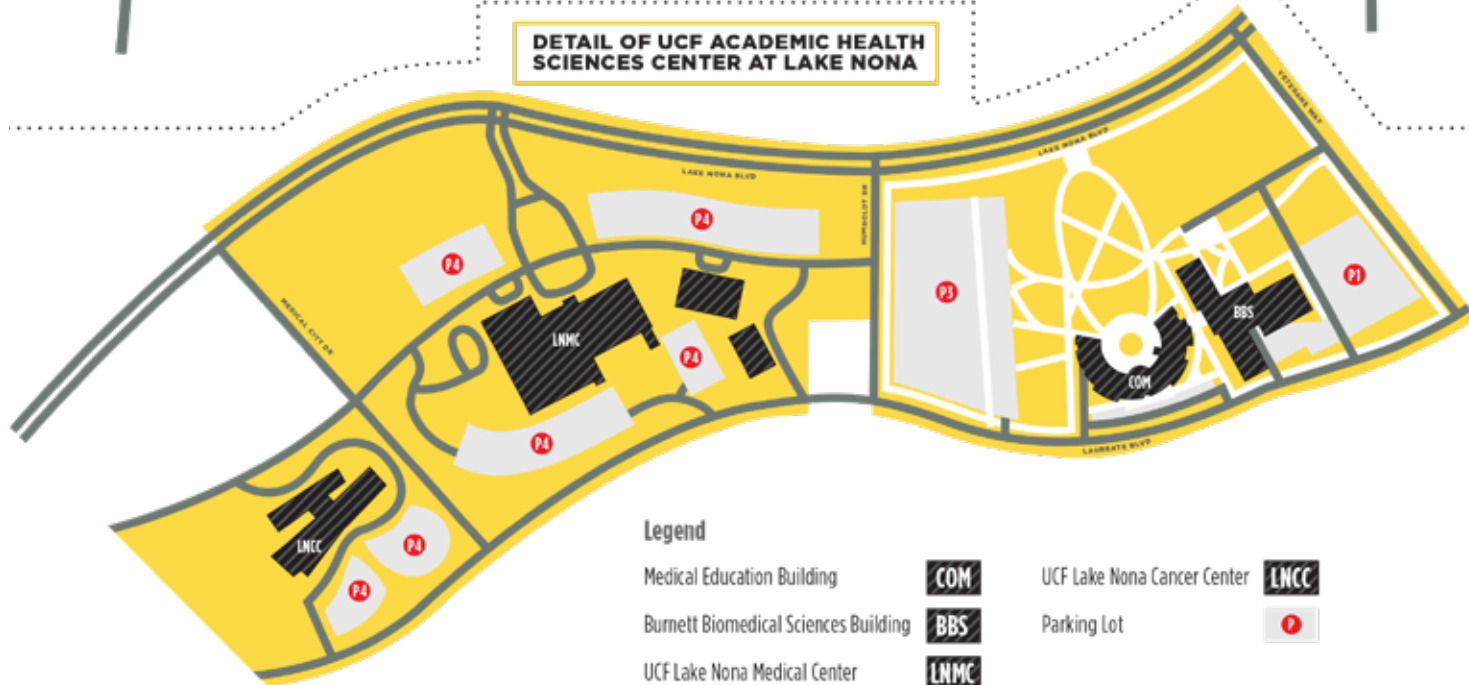 DETAIL OF UCF ACADEMIC HEALTH
SCIENCES CENTER AT LAKE NONA
VETERANS WAY
LAKE NONA BLVD
LAKE NONA BLVD
HUMBOLDT DR
P4
P4
P3
P1
MEDICAL CITY DR
LNMC
BBS
P4
COM
P4
LAUREATE BLVD
LNCC
P4
P4
Legend
Medical Education Building COM
UCF Lake Nona Cancer Center LNCC
Burnett Biomedical Sciences Building BBS
Parking Lot P
UCF Lake Nona Medical Center LNMC